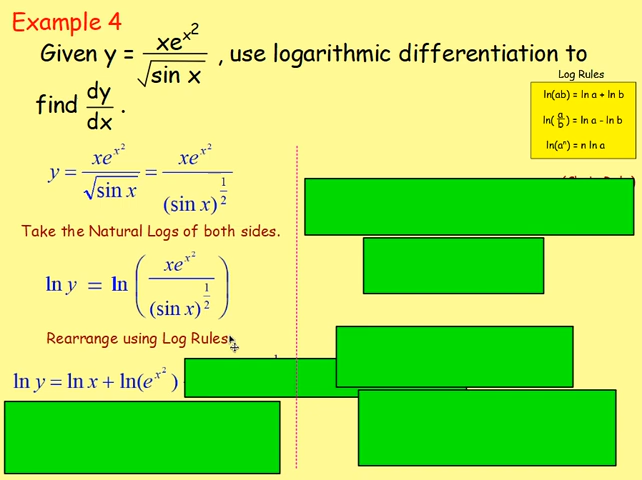 Example 4
Given y = xe^{x^2} / √(sin x) , use logarithmic differentiation to
find dy/dx .
Log Rules
ln(ab) = ln a + ln b
ln(a/b) = ln a - ln b
ln(aⁿ) = n ln a
y = xe^{x^2} / √(sin x) = xe^{x^2} / (sin x)^{1/2}
Take the Natural Logs of both sides.
ln y = ln ( xe^{x^2} / (sin x)^{1/2} )
Rearrange using Log Rules
ln y = ln x + ln(e^{x^2})